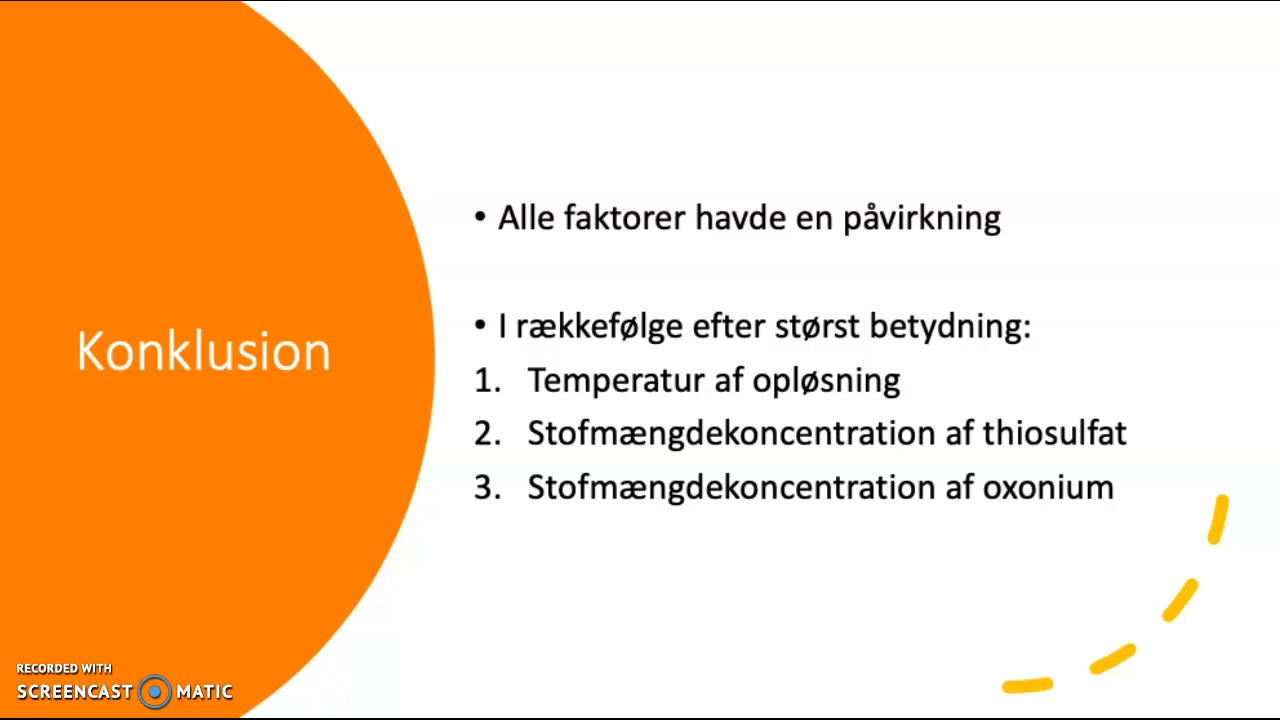 Konklusion
• Alle faktorer havde en påvirkning
• I rækkefølge efter størst betydning:
1. Temperatur af opløsning
2. Stofmængdekoncentration af thiosulfat
3. Stofmængdekoncentration af oxonium
RECORDED WITH
SCREENCAST MATIC